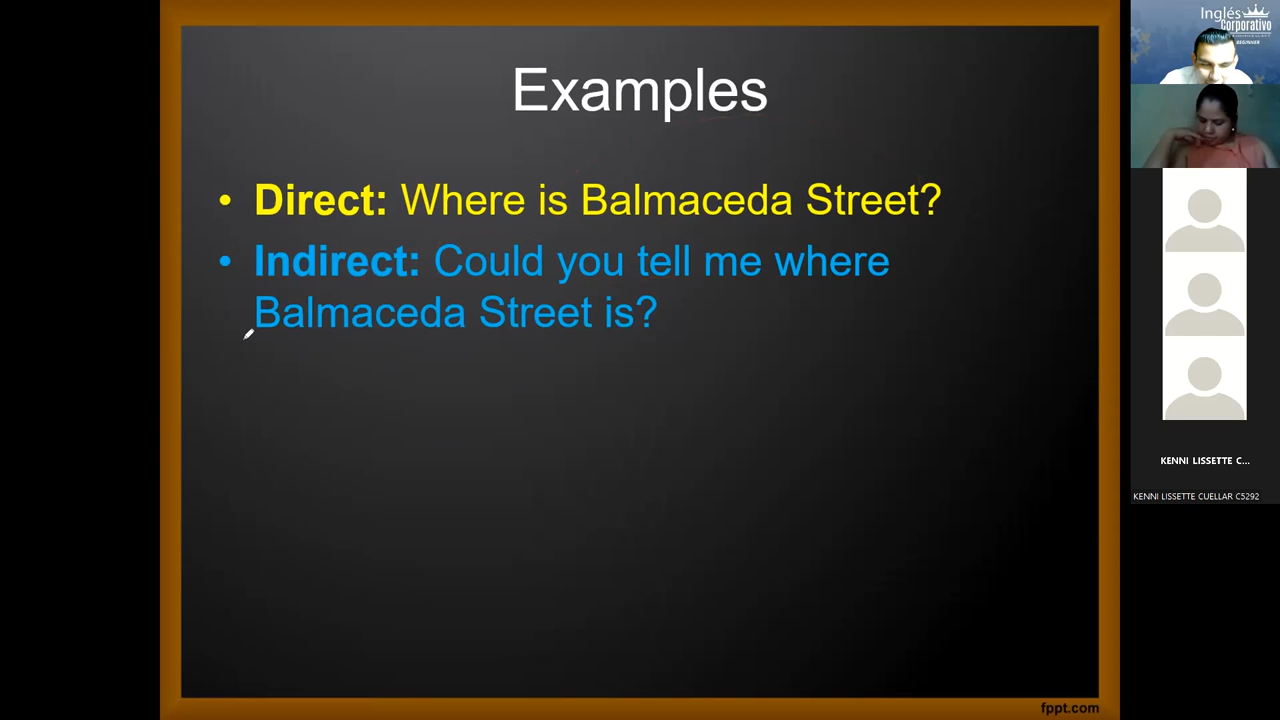 Examples
• Direct: Where is Balmaceda Street?
• Indirect: Could you tell me where
Balmaceda Street is?
fppt.com
Inglés
Corporativo
BEGINNER
KENNI LISSETTE C...
KENNI LISSETTE CUELLAR C5292